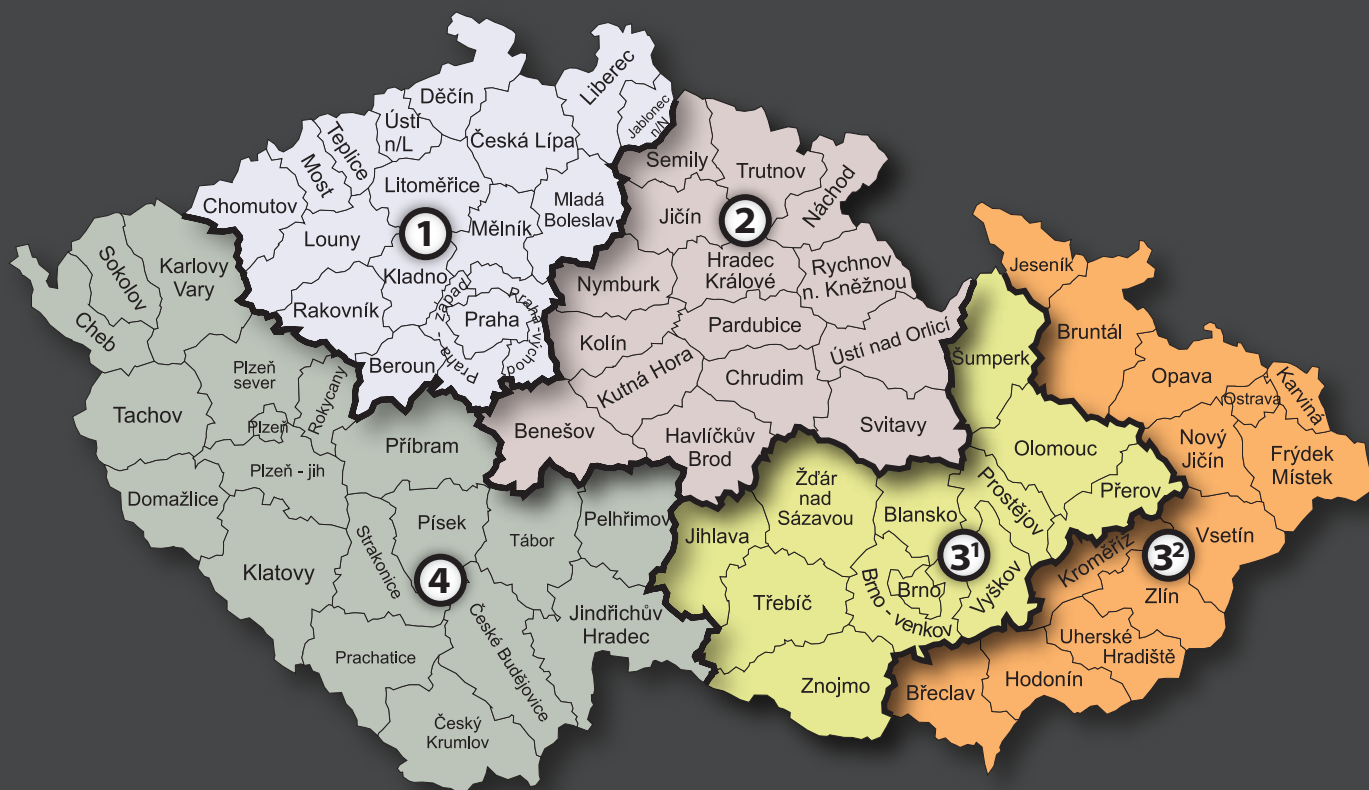 Děčín
Liberec
Jablonec
n/N
Ústí
n/L
Teplice
Most
Česká Lípa
Litoměřice
Chomutov
Mladá
Boleslav
Mělník
1
Louny
Kladno
Rakovník
Praha - západ
Praha
Praha-východ
Beroun
Semily
Trutnov
Náchod
Jičín
2
Nymburk
Hradec
Králové
Rychnov
n. Kněžnou
Kolín
Pardubice
Ústí nad Orlicí
Kutná Hora
Chrudim
Benešov
Havlíčkův
Brod
Svitavy
Karlovy
Vary
Sokolov
Cheb
Plzeň
sever
Rokycany
Tachov
Plzeň
Příbram
Plzeň - jih
Domažlice
Písek
Tábor
Pelhřimov
Strakonice
Klatovy
4
Jindřichův
Hradec
České Budějovice
Prachatice
Český
Krumlov
Šumperk
Olomouc
Přerov
Prostějov
Žďár
nad
Sázavou
Blansko
Jihlava
3¹
Třebíč
Brno
Brno - venkov
Vyškov
Znojmo
Jeseník
Bruntál
Opava
Ostrava
Karviná
Nový
Jičín
Frýdek
Místek
Vsetín
Kroměříz
3²
Zlín
Uherské
Hradiště
Hodonín
Břeclav